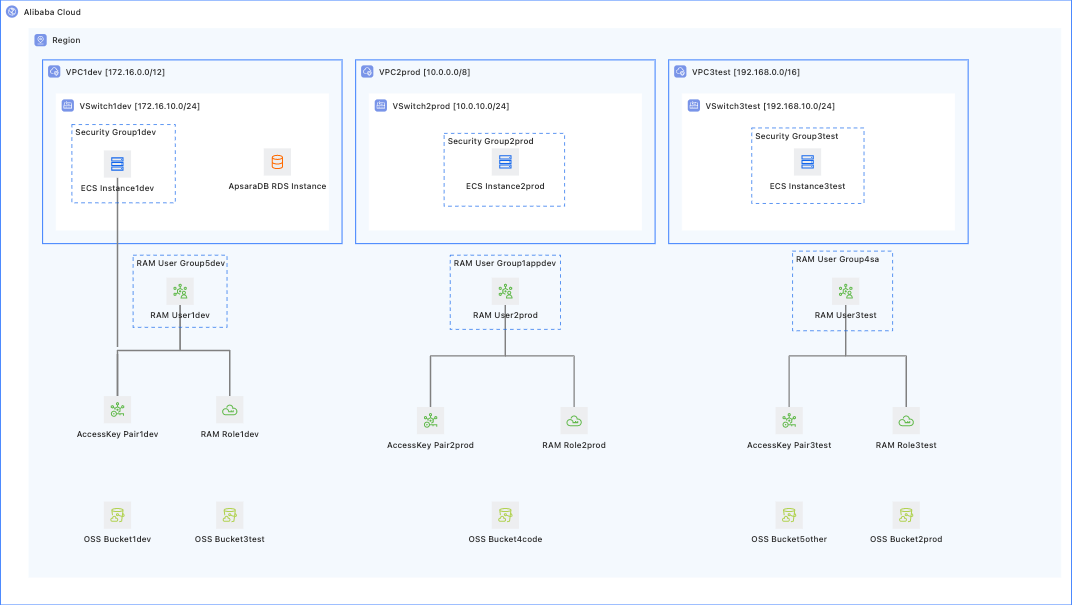 Alibaba Cloud
Region
VPC1dev [172.16.0.0/12]
VPC2prod [10.0.0.0/8]
VPC3test [192.168.0.0/16]
VSwitch1dev [172.16.10.0/24]
VSwitch2prod [10.0.10.0/24]
VSwitch3test [192.168.10.0/24]
Security Group1dev
Security Group2prod
Security Group3test
ECS Instance1dev
ApsaraDB RDS Instance
ECS Instance2prod
ECS Instance3test
RAM User Group5dev
RAM User Group1appdev
RAM User Group4sa
RAM User1dev
RAM User2prod
RAM User3test
AccessKey Pair1dev
RAM Role1dev
AccessKey Pair2prod
RAM Role2prod
AccessKey Pair3test
RAM Role3test
OSS Bucket1dev
OSS Bucket3test
OSS Bucket4code
OSS Bucket5other
OSS Bucket2prod